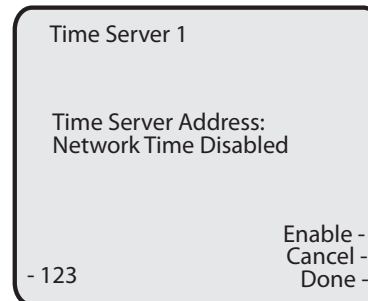 Time Server 1
Time Server Address:
Network Time Disabled
Enable -
Cancel -
- 123
Done -